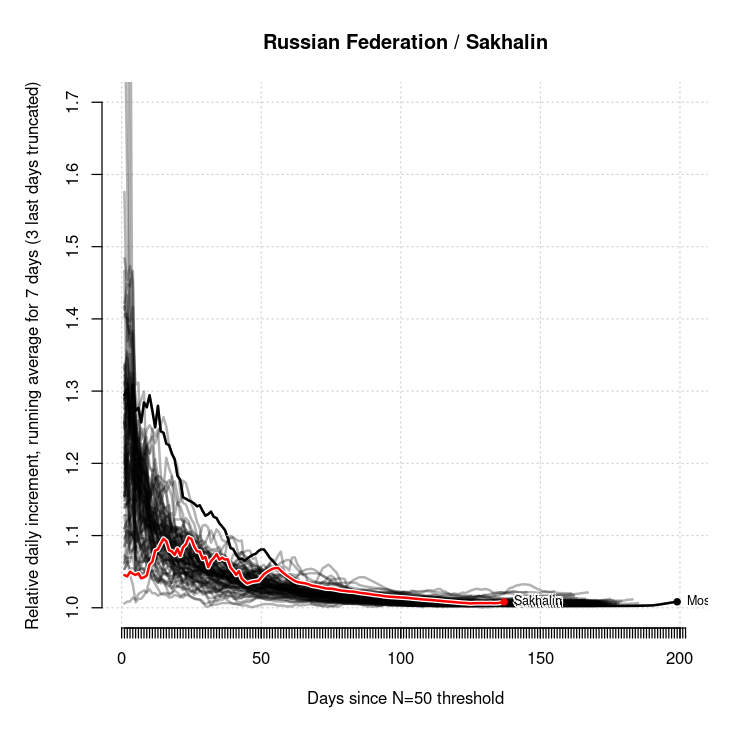 Russian Federation / Sakhalin
Relative daily increment, running average for 7 days (3 last days truncated)
1.7
1.6
1.5
1.4
1.3
1.2
1.1
1.0
Sakhalin
Mos
0 50 100 150 200
Days since N=50 threshold